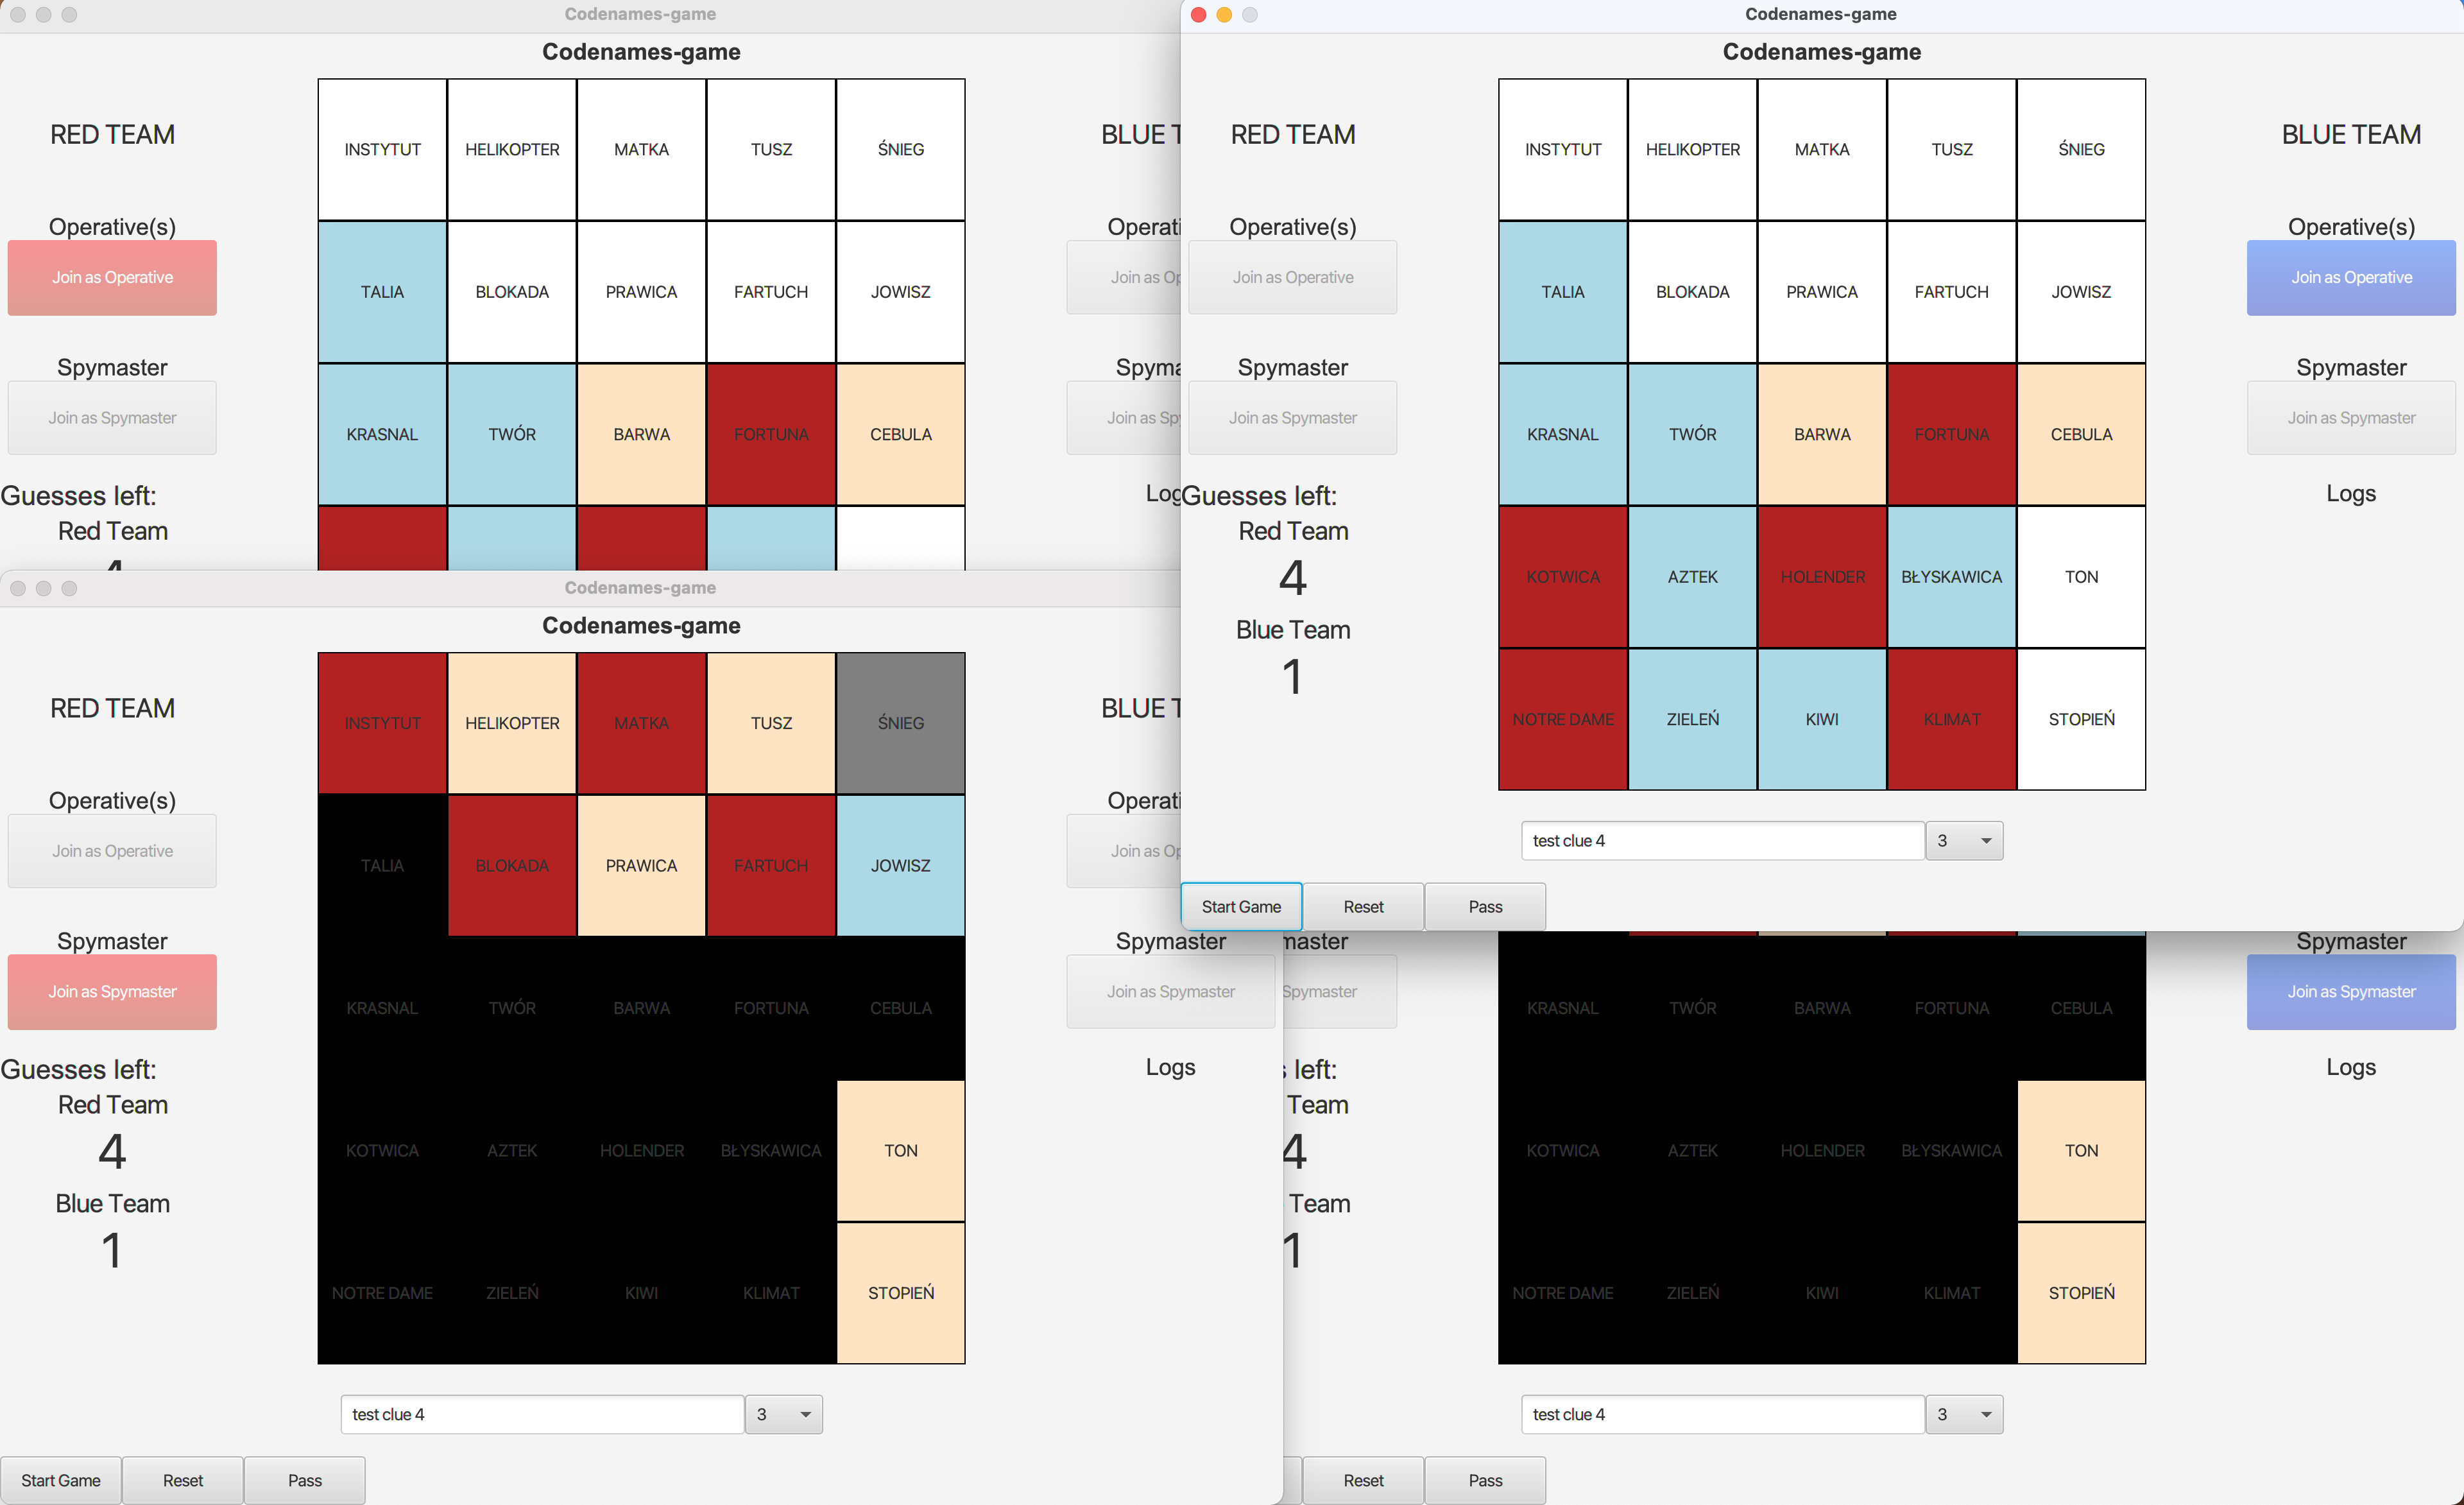 Codenames-game
Codenames-game
RED TEAM
Operative(s)
Join as Operative
Spymaster
Join as Spymaster
Guesses left:
Red Team
INSTYTUT HELIKOPTER MATKA TUSZ ŚNIEG
TALIA BLOKADA PRAWICA FARTUCH JOWISZ
KRASNAL TWÓR BARWA FORTUNA CEBULA
BLUE T
Operati
Join as Op
Spyma
Join as Spy
Log
Codenames-game
Codenames-game
RED TEAM
Operative(s)
Join as Operative
Spymaster
Join as Spymaster
Guesses left:
Red Team
4
Blue Team
1
INSTYTUT HELIKOPTER MATKA TUSZ ŚNIEG
TALIA BLOKADA PRAWICA FARTUCH JOWISZ
KRASNAL TWÓR BARWA FORTUNA CEBULA
KOTWICA AZTEK HOLENDER BŁYSKAWICA TON
NOTRE DAME ZIELEŃ KIWI KLIMAT STOPIEŃ
test clue 4 3
BLUE TEAM
Operative(s)
Join as Operative
Spymaster
Join as Spymaster
Logs
Start Game Reset Pass
Codenames-game
Codenames-game
RED TEAM
Operative(s)
Join as Operative
Spymaster
Join as Spymaster
Guesses left:
Red Team
4
Blue Team
1
INSTYTUT HELIKOPTER MATKA TUSZ ŚNIEG
TALIA BLOKADA PRAWICA FARTUCH JOWISZ
KRASNAL TWÓR BARWA FORTUNA CEBULA
KOTWICA AZTEK HOLENDER BŁYSKAWICA TON
NOTRE DAME ZIELEŃ KIWI KLIMAT STOPIEŃ
test clue 4 3
BLUE T
Operati
Join as Op
Spymaster
Join as Spymaster
Logs
Start Game Reset Pass
master
Spymaster
left:
Team
4
Team
1
KRASNAL TWÓR BARWA FORTUNA CEBULA
KOTWICA AZTEK HOLENDER BŁYSKAWICA TON
NOTRE DAME ZIELEŃ KIWI KLIMAT STOPIEŃ
test clue 4 3
Spymaster
Join as Spymaster
Logs
Reset Pass